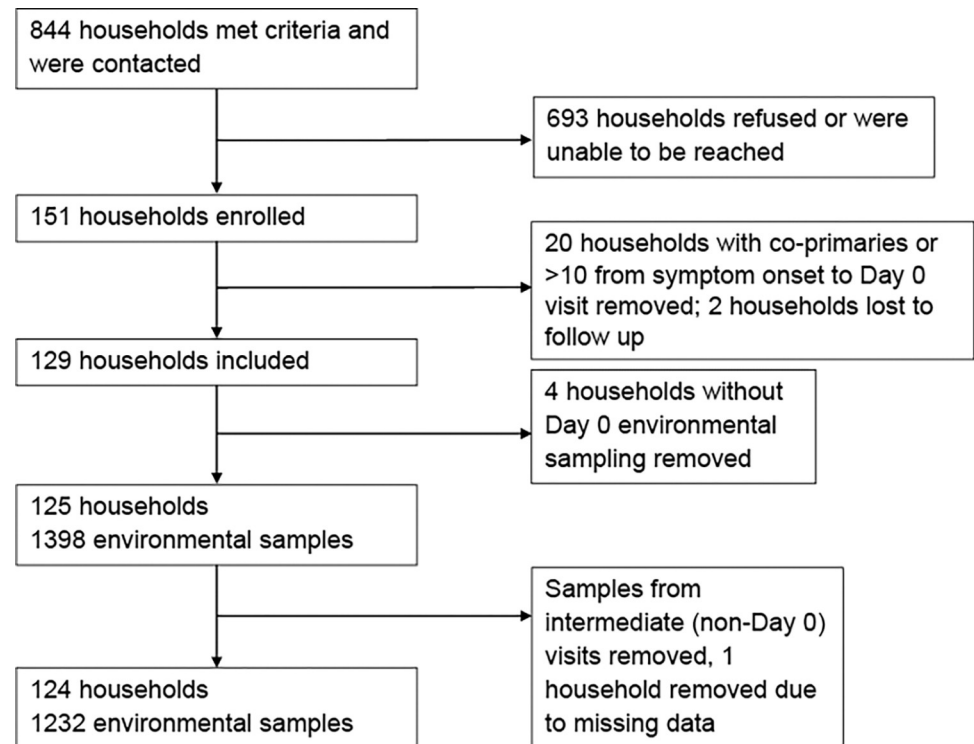 844 households met criteria and
were contacted
693 households refused or were
unable to be reached
151 households enrolled
20 households with co-primaries or
>10 from symptom onset to Day 0
visit removed; 2 households lost to
follow up
129 households included
4 households without
Day 0 environmental
sampling removed
125 households
1398 environmental samples
Samples from
intermediate (non-Day 0)
visits removed, 1
household removed due
to missing data
124 households
1232 environmental samples